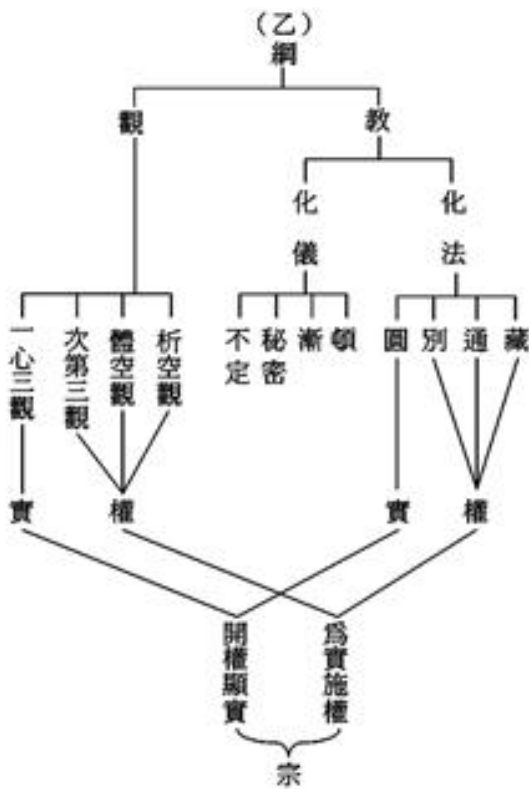 （乙）
綱
教
觀
化法
化儀
藏
通
別
圓
頓
漸
秘密
不定
析空觀
體空觀
次第三觀
一心三觀
權
實
權
實
為實施權
開權顯實
宗